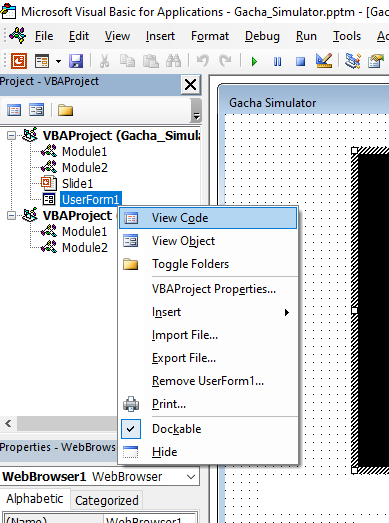 Microsoft Visual Basic for Applications - Gacha_Simulator.pptm - [Gac
File Edit View Insert Format Debug Run Tools Ad
Project - VBAProject
VBAProject (Gacha_Simula
Module1
Module2
Slide1
UserForm1
VBAProject (
Module1
Module2
Gacha Simulator
View Code
View Object
Toggle Folders
VBAProject Properties...
Insert
Import File...
Export File...
Remove UserForm1...
Print...
Dockable
Hide
Properties - WebBrows
WebBrowser1 WebBrowser
Alphabetic Categorized
(Name) WebBrowser1